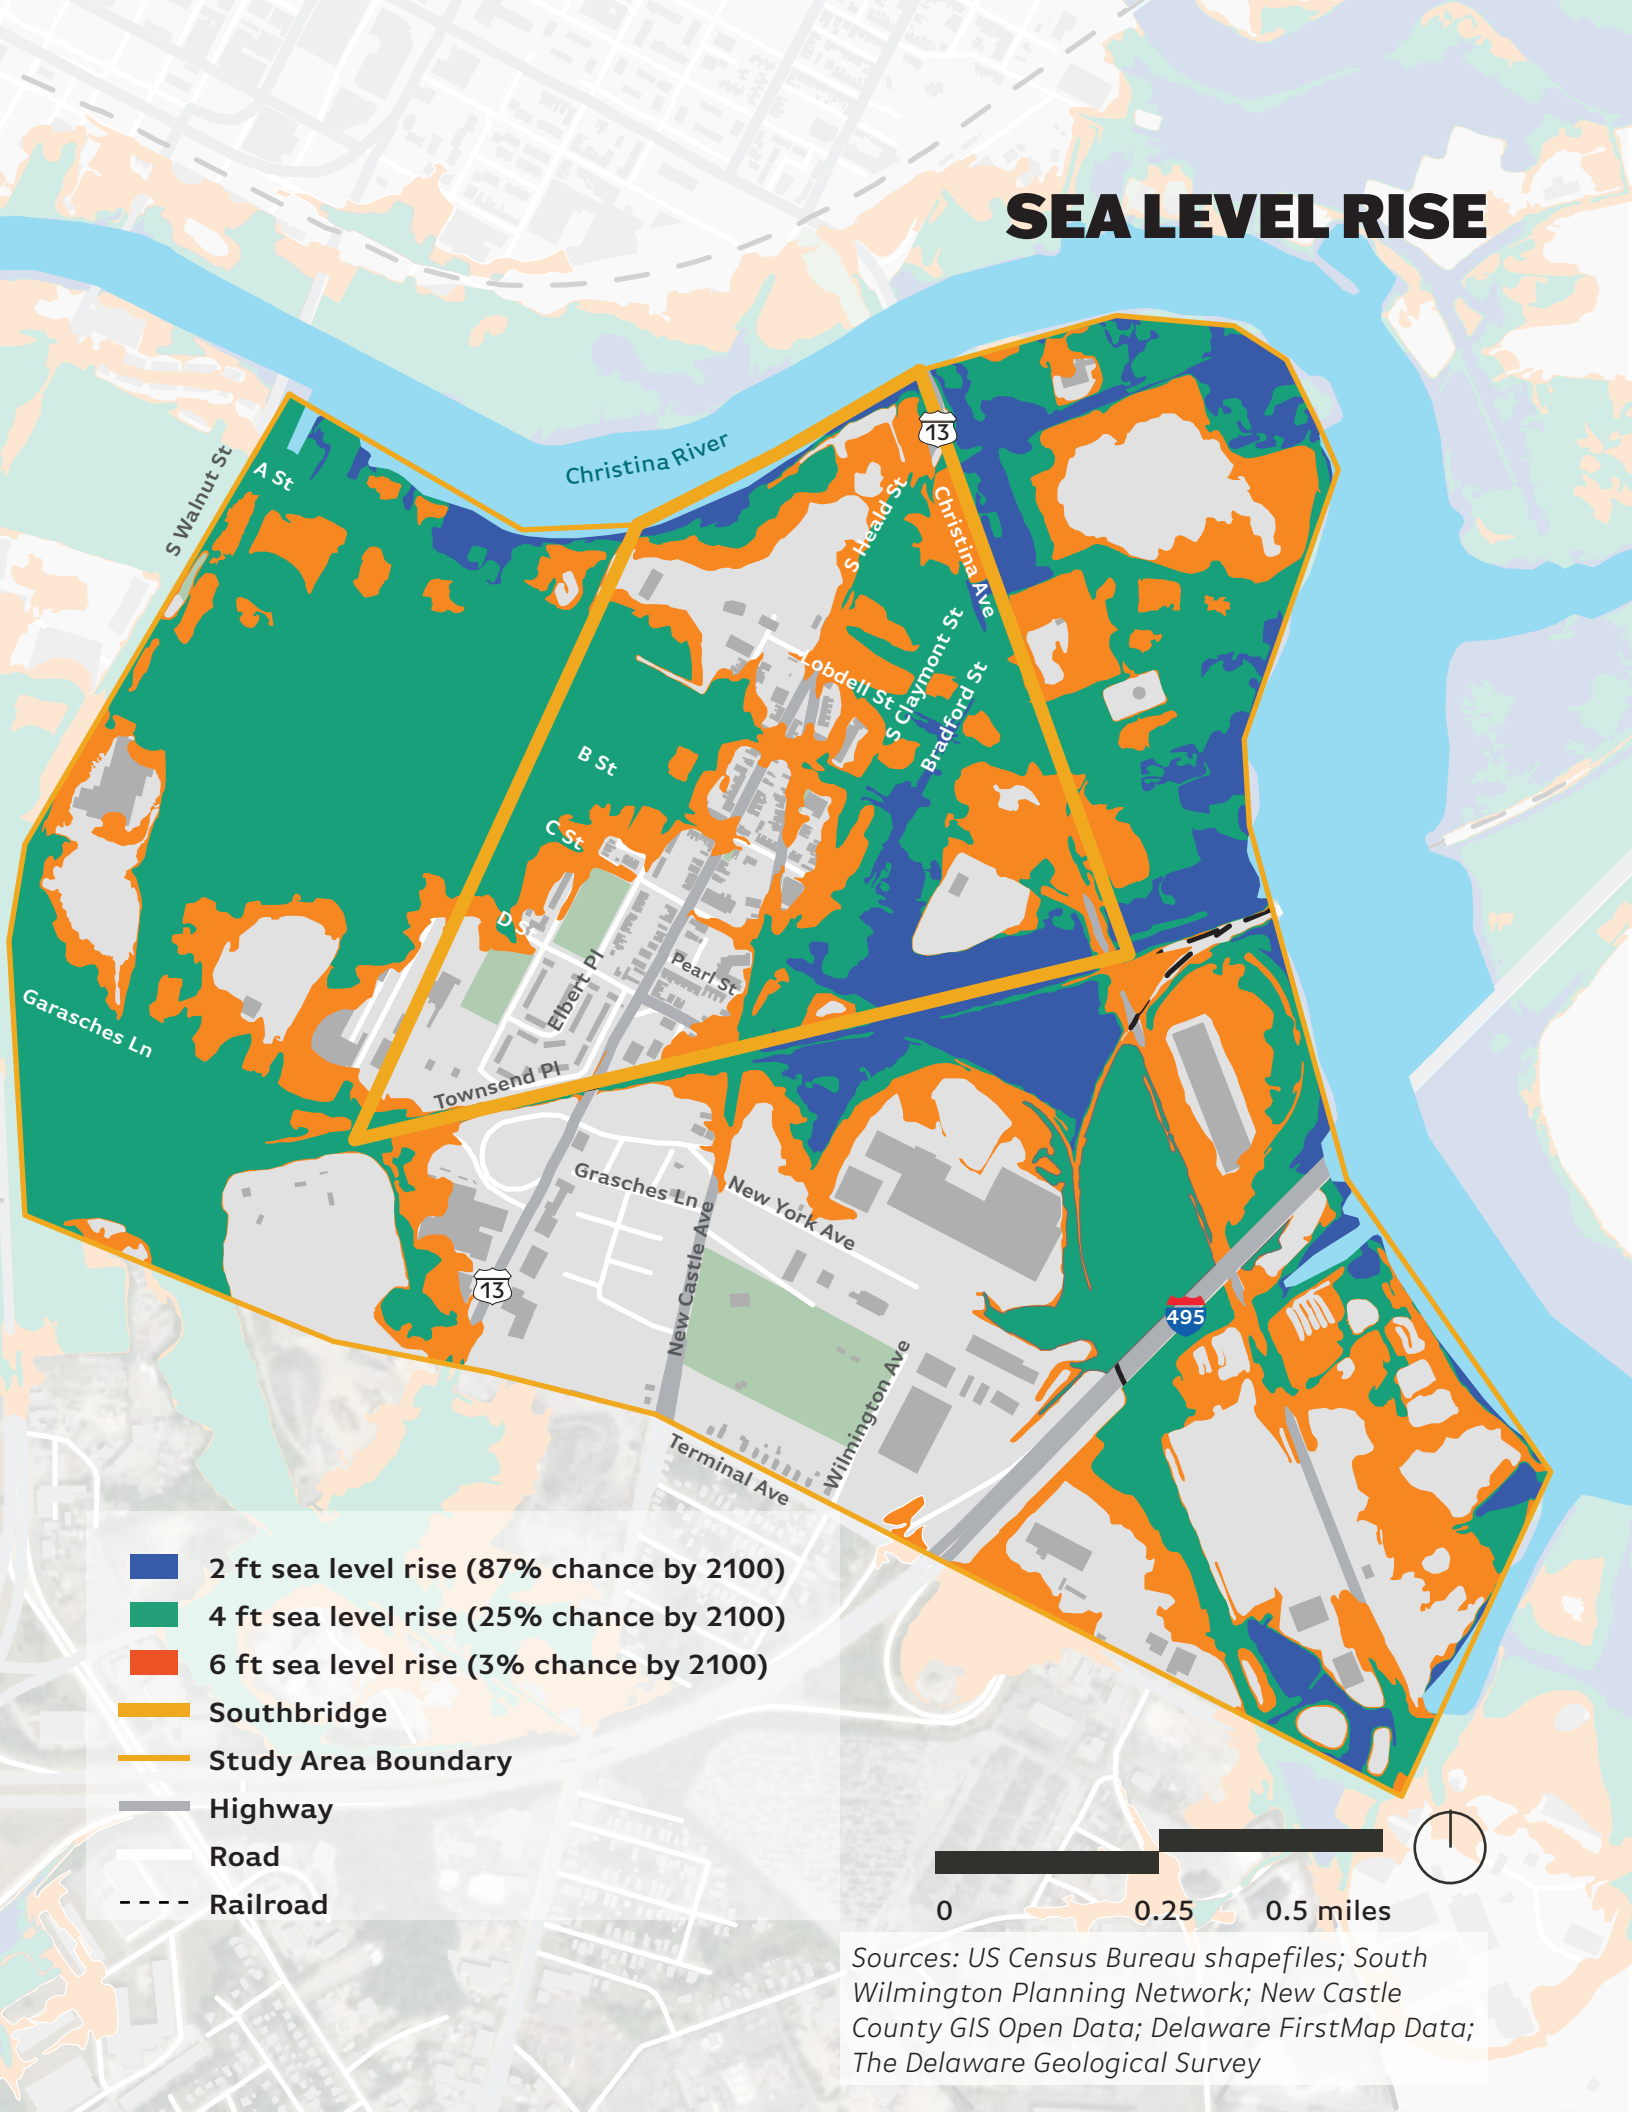 SEA LEVEL RISE
13
Christina River
S Walnut St
A St
S Heald St
Christina Ave
Lobdell St
S Claymont St
Bradford St
B St
C St
D St
Elbert Pl
Pearl St
Garasches Ln
Townsend Pl
Grasches Ln
New York Ave
New Castle Ave
13
495
Wilmington Ave
Terminal Ave
2 ft sea level rise (87% chance by 2100)
4 ft sea level rise (25% chance by 2100)
6 ft sea level rise (3% chance by 2100)
Southbridge
Study Area Boundary
Highway
Road
Railroad
0 0.25 0.5 miles
Sources: US Census Bureau shapefiles; South
Wilmington Planning Network; New Castle
County GIS Open Data; Delaware FirstMap Data;
The Delaware Geological Survey